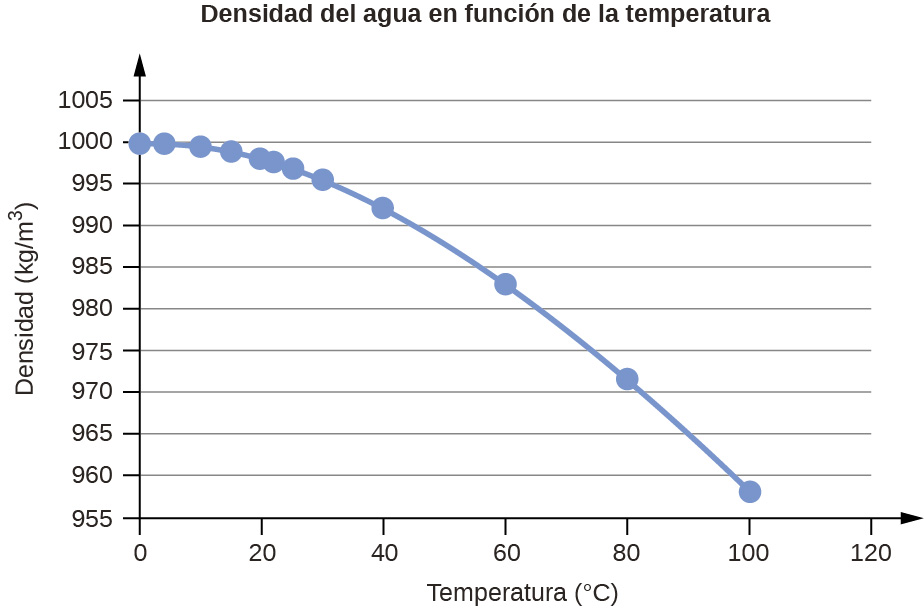 Densidad del agua en función de la temperatura
1005
1000
995
990
985
980
975
970
965
960
955
Densidad (kg/m³)
0 20 40 60 80 100 120
Temperatura (°C)